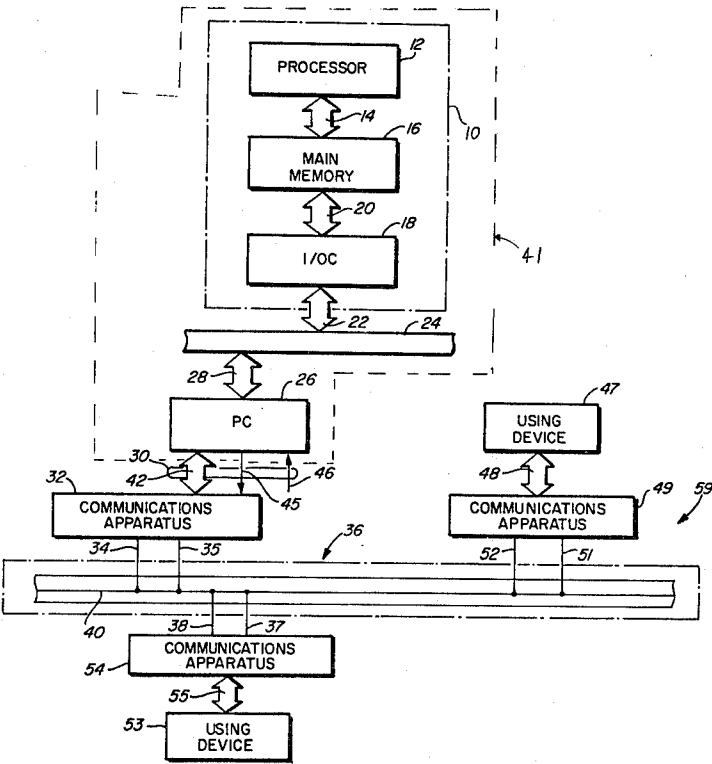 PROCESSOR
12
14
16
10
MAIN
MEMORY
20
18
I/OC
41
22
24
28
26
47
PC
USING
DEVICE
30
42
45
46
48
32
49
59
COMMUNICATIONS
APPARATUS
COMMUNICATIONS
APPARATUS
34
35
36
52
51
40
38
37
54
COMMUNICATIONS
APPARATUS
55
53
USING
DEVICE